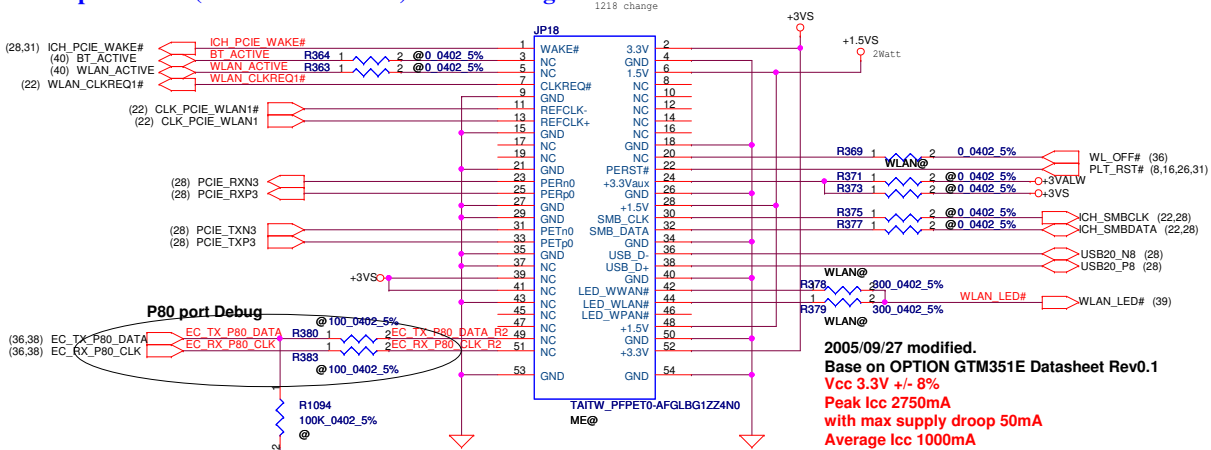 1218 change
+3VS
+1.5VS
2Watt
JP18
(28,31) ICH_PCIE_WAKE# ICH_PCIE_WAKE# 1 WAKE# 3.3V 2
(40) BT_ACTIVE BT_ACTIVE R364 1 2 @0_0402_5% 3 NC GND 4
(40) WLAN_ACTIVE WLAN_ACTIVE R363 1 2 @0_0402_5% 5 NC 1.5V 6
(22) WLAN_CLKREQ1# WLAN_CLKREQ1# 7 CLKREQ# NC 8
9 GND NC 10
(22) CLK_PCIE_WLAN1# 11 REFCLK- NC 12
(22) CLK_PCIE_WLAN1 13 REFCLK+ NC 14
15 GND NC 16
17 NC GND 18
19 NC NC 20 R369 1 2 0_0402_5% WL_OFF# (36)
WLAN@
21 GND PERST# 22 PLT_RST# (8,16,26,31)
(28) PCIE_RXN3 23 PERn0 +3.3Vaux 24 R371 1 2 @0_0402_5% +3VALW
(28) PCIE_RXP3 25 PERp0 GND 26 R373 1 2 @0_0402_5% +3VS
27 GND +1.5V 28
29 GND SMB_CLK 30 R375 1 2 @0_0402_5% ICH_SMBCLK (22,28)
(28) PCIE_TXN3 31 PETn0 SMB_DATA 32 R377 1 2 @0_0402_5% ICH_SMBDATA (22,28)
(28) PCIE_TXP3 33 PETp0 GND 34
35 GND USB_D- 36 USB20_N8 (28)
37 NC USB_D+ 38 USB20_P8 (28)
+3VS 39 NC GND 40
WLAN@
41 NC LED_WWAN# 42 R378 1 2 300_0402_5%
43 NC LED_WLAN# 44 R379 1 2 300_0402_5% WLAN_LED# WLAN_LED# (39)
WLAN@
45 NC LED_WPAN# 46
47 NC +1.5V 48
P80 port Debug
@100_0402_5%
(36,38) EC_TX_P80_DATA EC_TX_P80_DATA R380 1 2 EC_TX_P80_DATA_R2 49 NC GND 50
(36,38) EC_RX_P80_CLK EC_RX_P80_CLK R383 1 2 EC_RX_P80_CLK_R2 51 NC +3.3V 52
@100_0402_5%
53 GND GND 54
1
R1094
100K_0402_5%
@
2
TAITW_PFPET0-AFGLBG1ZZ4N0
ME@
2005/09/27 modified.
Base on OPTION GTM351E Datasheet Rev0.1
Vcc 3.3V +/- 8%
Peak Icc 2750mA
with max supply droop 50mA
Average Icc 1000mA